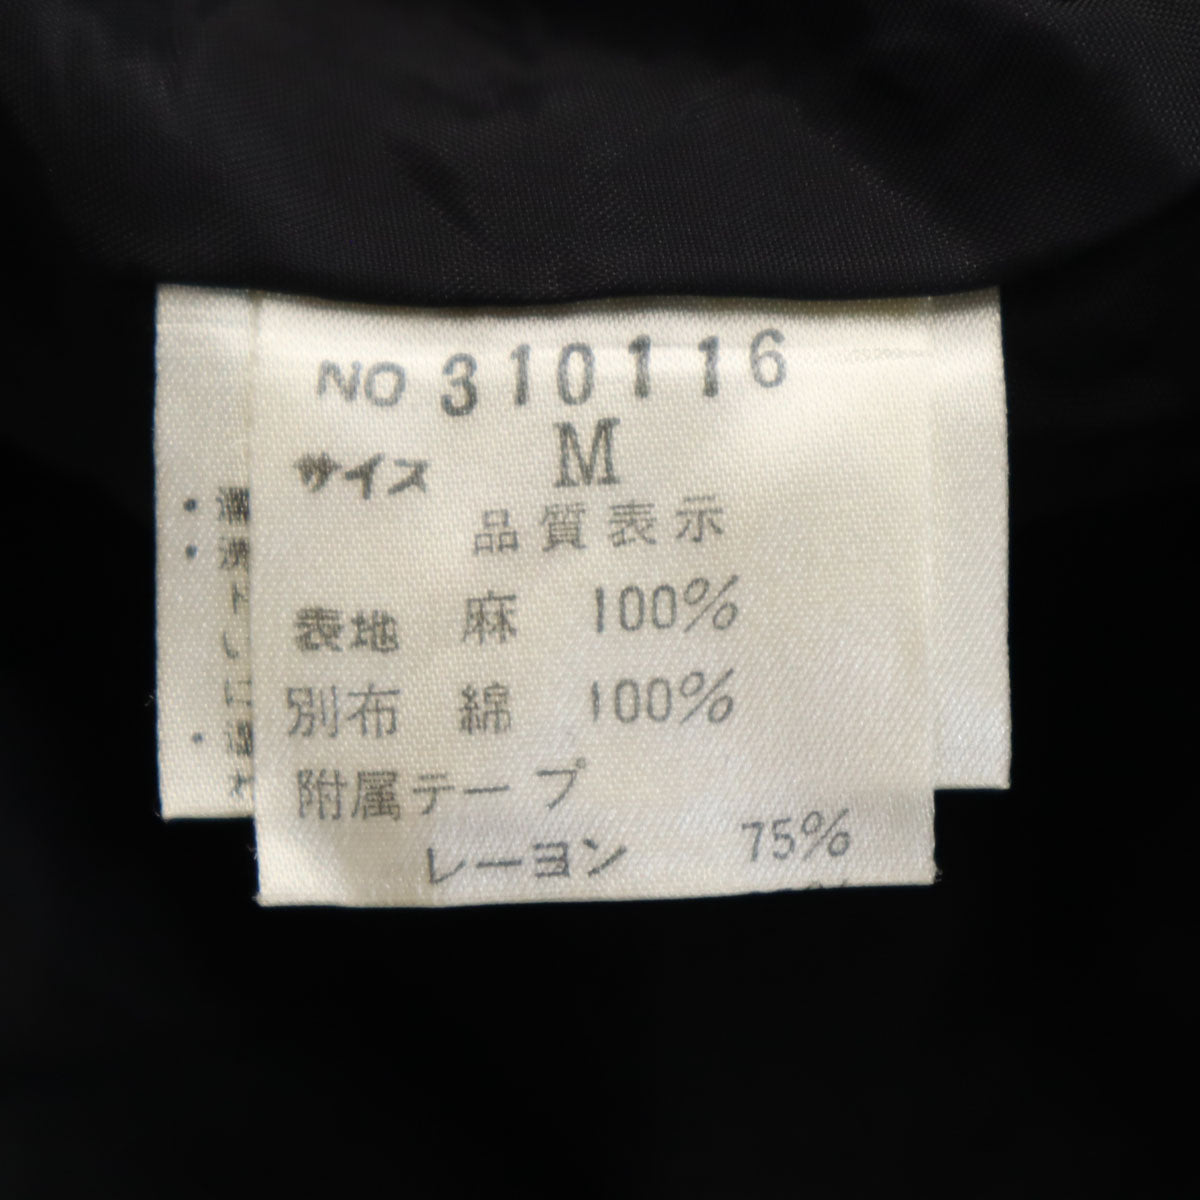 NO 310116
サイズ M
品質表示
表地 麻 100%
別布 綿 100%
附属テープ
レーヨン 75%